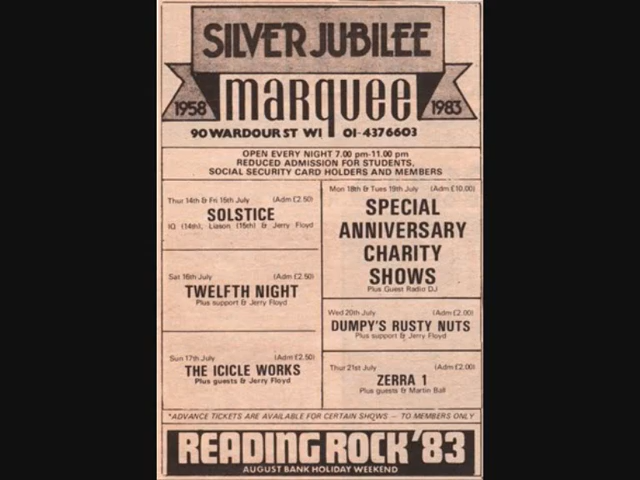 SILVER JUBILEE
1958 marquee 1983
90 WARDOUR ST W1 01-437 6603
OPEN EVERY NIGHT 7.00 pm-11.00 pm
REDUCED ADMISSION FOR STUDENTS,
SOCIAL SECURITY CARD HOLDERS AND MEMBERS
Thur 14th & Fri 15th July (Adm £2.50)
SOLSTICE
IQ (14th), Liason (15th) & Jerry Floyd
Sat 16th July (Adm £2.50)
TWELFTH NIGHT
Plus support & Jerry Floyd
Sun 17th July (Adm £2.50)
THE ICICLE WORKS
Plus guests & Jerry Floyd
Mon 18th & Tues 19th July (Adm £10.00)
SPECIAL
ANNIVERSARY
CHARITY
SHOWS
Plus Guest Radio DJ
Wed 20th July (Adm £2.00)
DUMPY'S RUSTY NUTS
Plus support & Jerry Floyd
Thur 21st July (Adm £2.00)
ZERRA 1
Plus guests & Martin Ball
*ADVANCE TICKETS ARE AVAILABLE FOR CERTAIN SHOWS — TO MEMBERS ONLY
READING ROCK '83
AUGUST BANK HOLIDAY WEEKEND